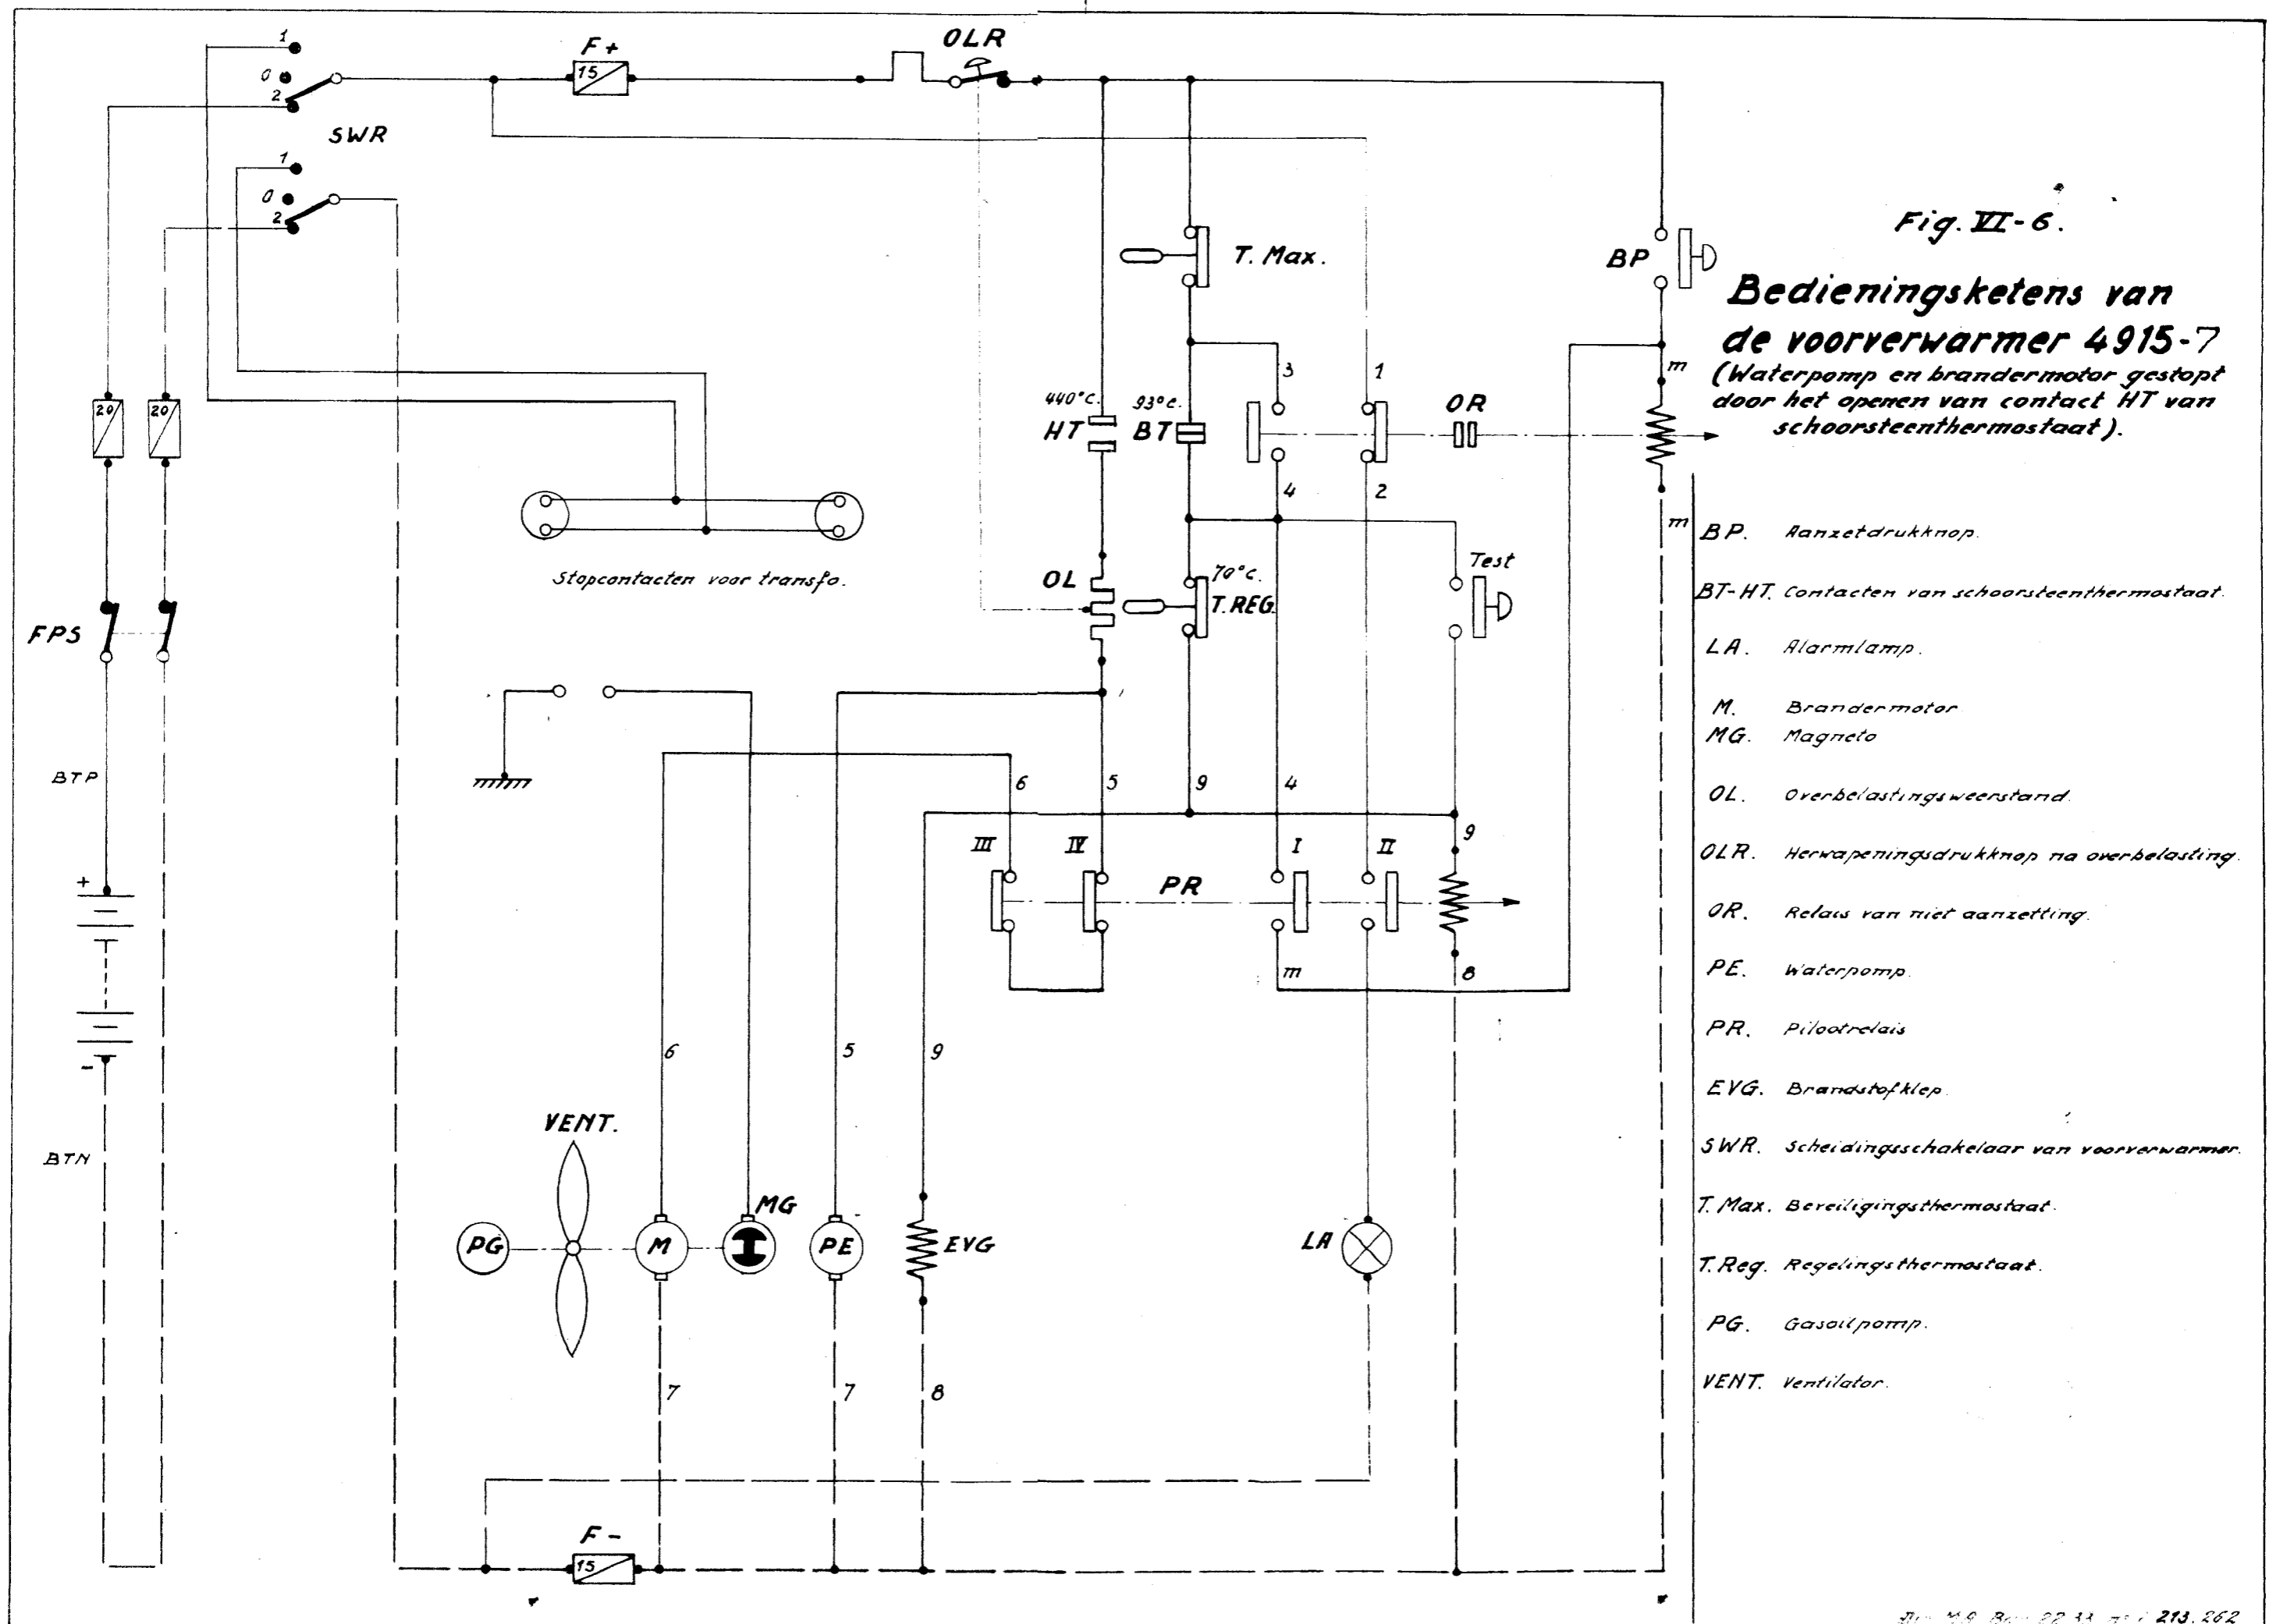 1
F+
OLR
0
15
2
SWR
1
0
2
Fig. VI-6.
T. Max.
BP
Bedieningsketens van
de voorverwarmer 4915-7
(Waterpomp en brandermotor gestopt
door het openen van contact HT van
schoorsteenthermostaat).
3
1
m
440°C.
93°C.
20
20
HT
BT
OR
4
2
m
BP. Aanzetdrukknop.
Stopcontacten voor transfo.
OL
70°C.
T.REG.
Test
BT-HT. Contacten van schoorsteenthermostaat.
FPS
LA. Alarmlamp.
M. Brandermotor
MG. Magneto
BTP
6
5
9
4
OL. Overbelastingsweerstand.
9
III
IV
I
II
OLR. Herwapeningsdrukknop na overbelasting.
+
PR
OR. Relais van niet aanzetting.
m
8
PE. Waterpomp.
PR. Pilootrelais
-
6
5
9
EVG. Brandstofklep.
VENT.
BTN
SWR. Scheidingsschakelaar van voorverwarmer.
MG
T. Max. Beveiligingsthermostaat.
PG
M
PE
EVG
LA
T. Reg. Regelingsthermostaat.
PG. Gasoilpomp.
7
7
8
VENT. Ventilator.
F-
15
213.262